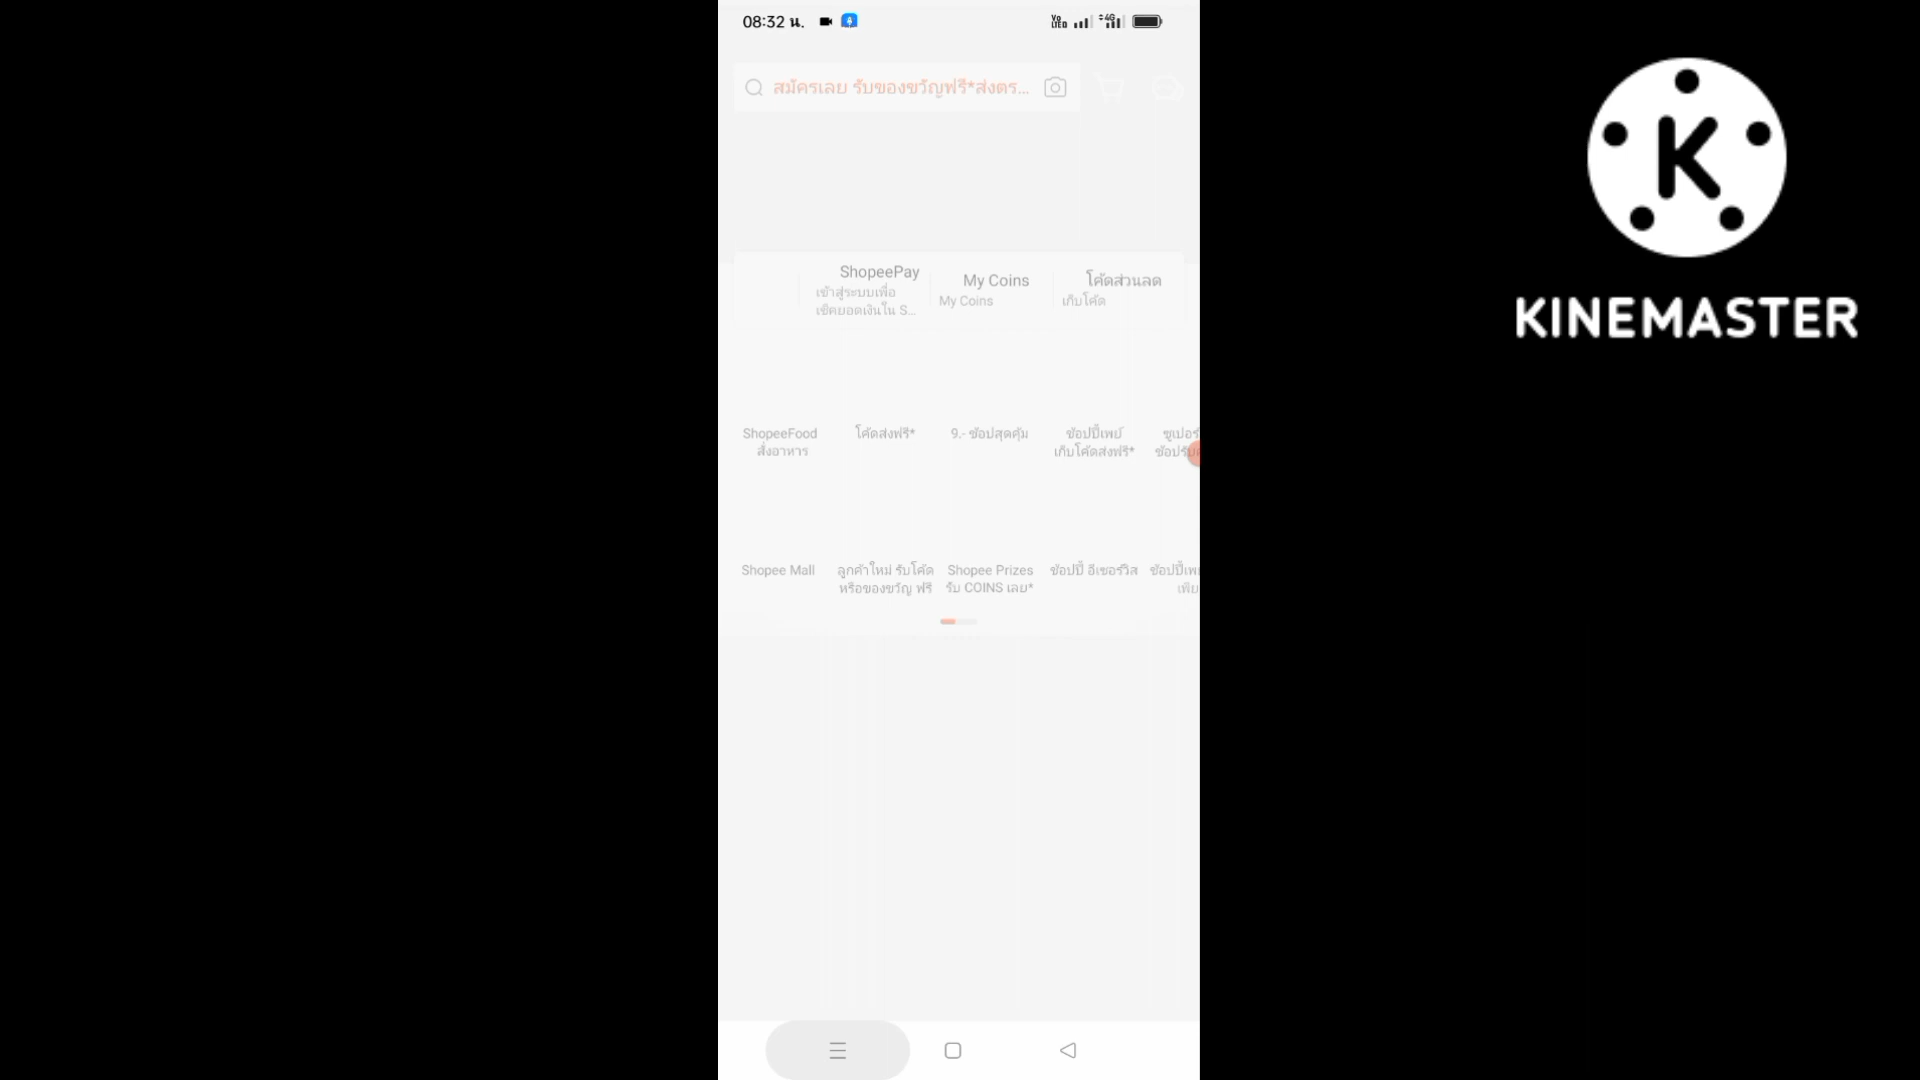 08:32 น.
สมัครเลย รับของขวัญฟรี*ส่งตร...
KINEMASTER
ShopeePay
เข้าสู่ระบบเพื่อ
เช็คยอดเงินใน S...
My Coins
My Coins
โค้ดส่วนลด
เก็บโค้ด
ShopeeFood
สั่งอาหาร
โค้ดส่งฟรี*
9.- ช้อปสุดคุ้ม
ช้อปปี้เพย์
เก็บโค้ดส่งฟรี*
ซูเปอร์
Shopee Mall
ลูกค้าใหม่ รับโค้ด
หรือของขวัญ ฟรี
Shopee Prizes
รับ COINS เลย*
ช้อปปี้ อีเซอร์วิส